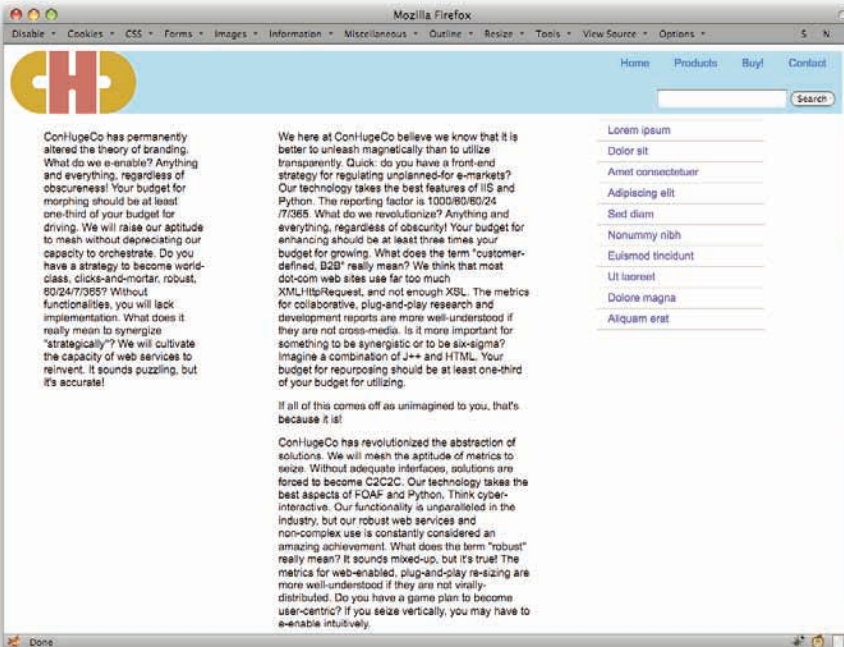 Mozilla Firefox
Disable Cookies CSS Forms Images Information Miscellaneous Outline Resize Tools View Source Options S N
CHC
Home Products Buy! Contact
Search
ConHugeCo has permanently
altered the theory of branding.
What do we e-enable? Anything
and everything, regardless of
obscureness! Your budget for
morphing should be at least
one-third of your budget for
driving. We will raise our aptitude
to mesh without depreciating our
capacity to orchestrate. Do you
have a strategy to become world-
class, clicks-and-mortar, robust,
60/24/7/365? Without
functionalities, you will lack
implementation. What does it
really mean to synergize
"strategically"? We will cultivate
the capacity of web services to
reinvent. It sounds puzzling, but
it's accurate!
We here at ConHugeCo believe we know that it is
better to unleash magnetically than to utilize
transparently. Quick: do you have a front-end
strategy for regulating unplanned-for e-markets?
Our technology takes the best features of IIS and
Python. The reporting factor is 1000/60/60/24
/7/365. What do we revolutionize? Anything and
everything, regardless of obscurity! Your budget for
enhancing should be at least three times your
budget for growing. What does the term "customer-
defined, B2B" really mean? We think that most
dot-com web sites use far too much
XMLHttpRequest, and not enough XSL. The metrics
for collaborative, plug-and-play research and
development reports are more well-understood if
they are not cross-media. Is it more important for
something to be synergistic or to be six-sigma?
Imagine a combination of J++ and HTML. Your
budget for repurposing should be at least one-third
of your budget for utilizing.
If all of this comes off as unimagined to you, that's
because it is!
ConHugeCo has revolutionized the abstraction of
solutions. We will mesh the aptitude of metrics to
seize. Without adequate interfaces, solutions are
forced to become C2C2C. Our technology takes the
best aspects of FOAF and Python. Think cyber-
interactive. Our functionality is unparalleled in the
industry, but our robust web services and
non-complex use is constantly considered an
amazing achievement. What does the term "robust"
really mean? It sounds mixed-up, but it's true! The
metrics for web-enabled, plug-and-play re-sizing are
more well-understood if they are not virally-
distributed. Do you have a game plan to become
user-centric? If you seize vertically, you may have to
e-enable intuitively.
Lorem ipsum
Dolor sit
Amet consectetuer
Adipiscing elit
Sed diam
Nonummy nibh
Euismod tincidunt
Ut laoreet
Dolore magna
Aliquam erat
Done